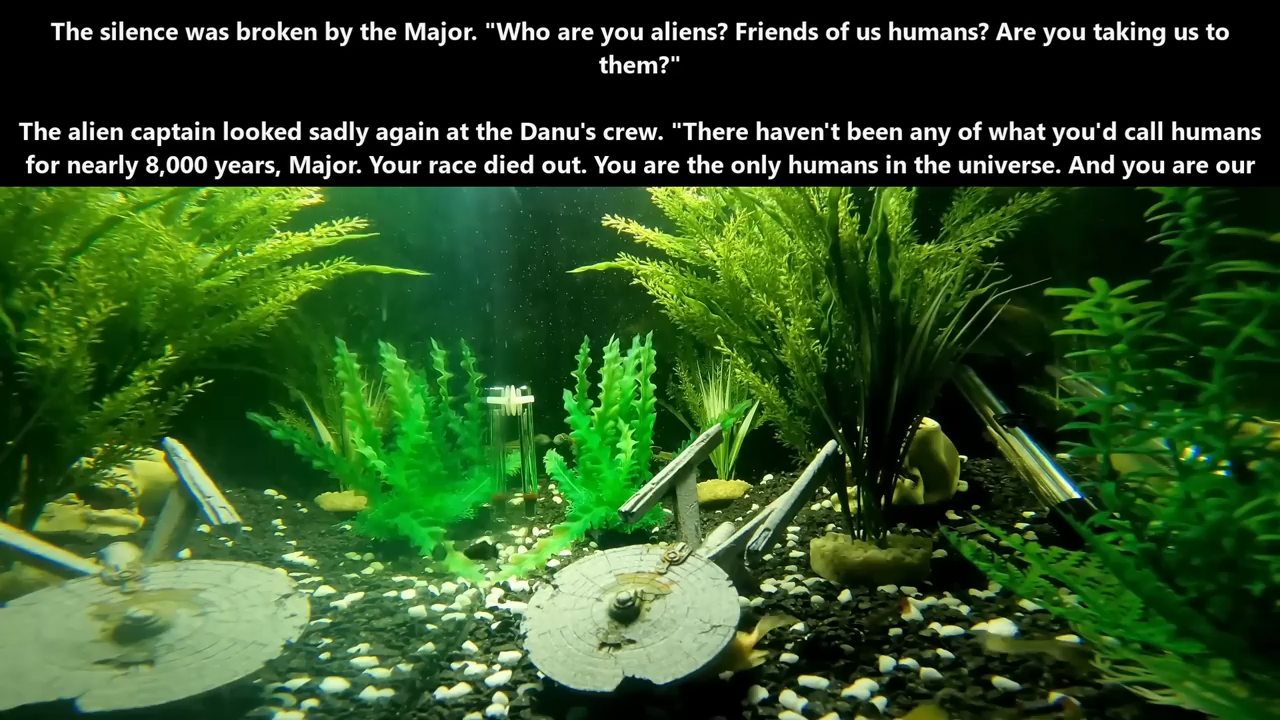 The silence was broken by the Major. "Who are you aliens? Friends of us humans? Are you taking us to
them?"
The alien captain looked sadly again at the Danu's crew. "There haven't been any of what you'd call humans
for nearly 8,000 years, Major. Your race died out. You are the only humans in the universe. And you are our